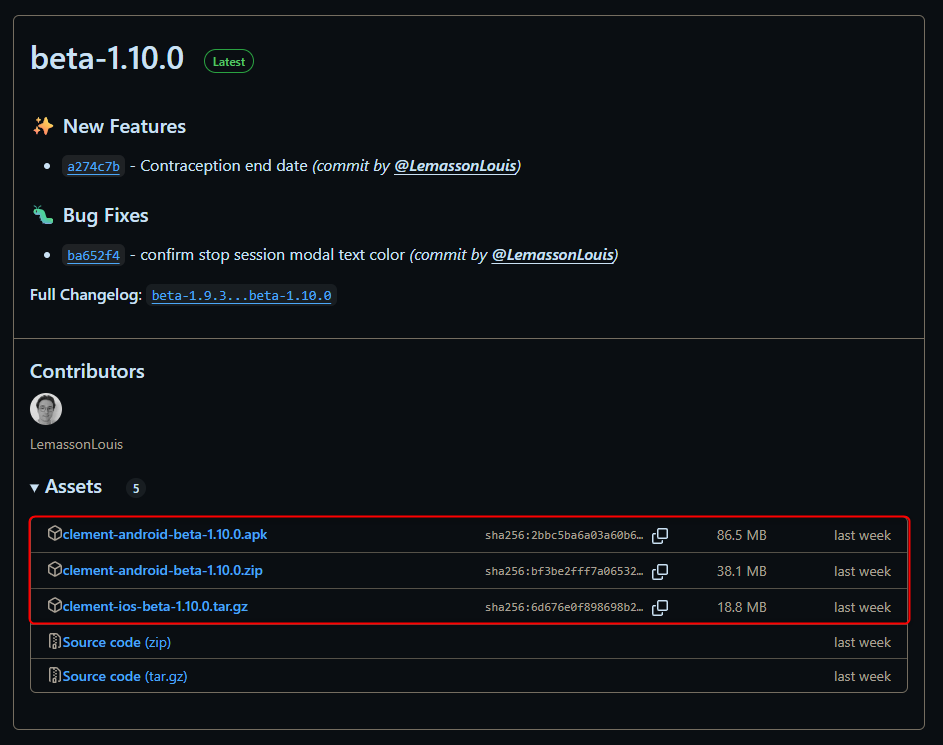 beta-1.10.0 Latest
New Features
a274c7b - Contraception end date (commit by @LemassonLouis)
Bug Fixes
ba652f4 - confirm stop session modal text color (commit by @LemassonLouis)
Full Changelog: beta-1.9.3...beta-1.10.0
Contributors
LemassonLouis
Assets 5
clement-android-beta-1.10.0.apk sha256:2bbc5ba6a03a60b6… 86.5 MB last week
clement-android-beta-1.10.0.zip sha256:bf3be2fff7a06532… 38.1 MB last week
clement-ios-beta-1.10.0.tar.gz sha256:6d676e0f898698b2… 18.8 MB last week
Source code (zip) last week
Source code (tar.gz) last week